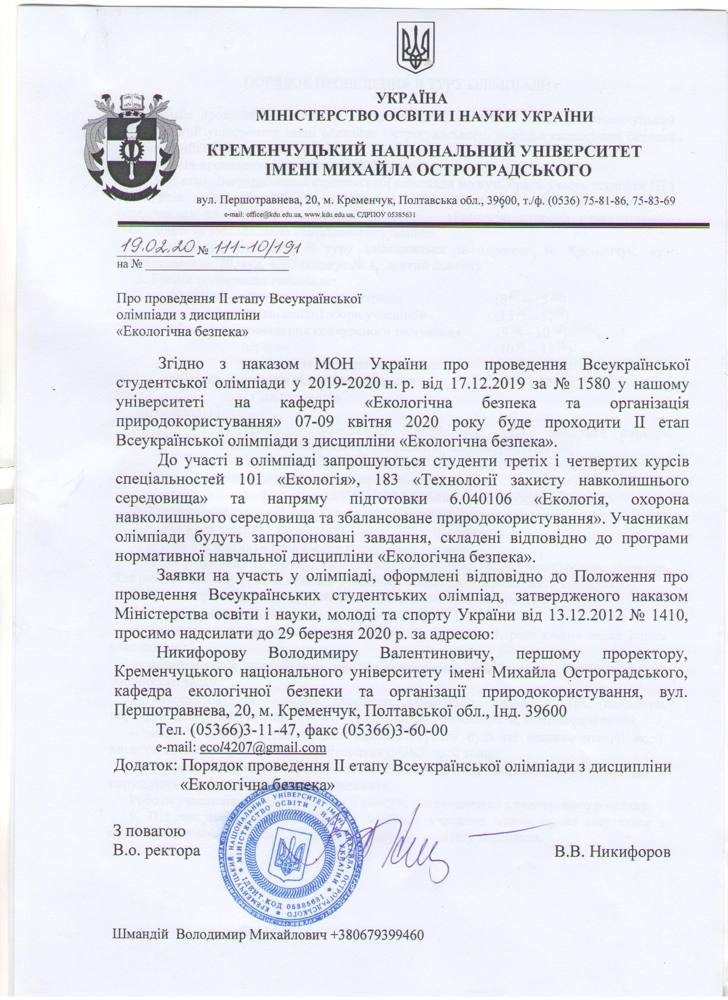 УКРАЇНА
МІНІСТЕРСТВО ОСВІТИ І НАУКИ УКРАЇНИ
КРЕМЕНЧУЦЬКИЙ НАЦІОНАЛЬНИЙ УНІВЕРСИТЕТ
ІМЕНІ МИХАЙЛА ОСТРОГРАДСЬКОГО
вул. Першотравнева, 20, м. Кременчук, Полтавська обл., 39600, т./ф. (0536) 75-81-86, 75-83-69
e-mail: office@kdu.edu.ua, www.kdu.edu.ua, ЄДРПОУ 05385631
19.02.20 № 111-10/191
на №
Про проведення ІІ етапу Всеукраїнської
олімпіади з дисципліни
«Екологічна безпека»
Згідно з наказом МОН України про проведення Всеукраїнської
студентської олімпіади у 2019-2020 н. р. від 17.12.2019 за № 1580 у нашому
університеті на кафедрі «Екологічна безпека та організація
природокористування» 07-09 квітня 2020 року буде проходити ІІ етап
Всеукраїнської олімпіади з дисципліни «Екологічна безпека».
До участі в олімпіаді запрошуються студенти третіх і четвертих курсів
спеціальностей 101 «Екологія», 183 «Технології захисту навколишнього
середовища» та напряму підготовки 6.040106 «Екологія, охорона
навколишнього середовища та збалансоване природокористування». Учасникам
олімпіади будуть запропоновані завдання, складені відповідно до програми
нормативної навчальної дисципліни «Екологічна безпека».
Заявки на участь у олімпіаді, оформлені відповідно до Положення про
проведення Всеукраїнських студентських олімпіад, затвердженого наказом
Міністерства освіти і науки, молоді та спорту України від 13.12.2012 № 1410,
просимо надсилати до 29 березня 2020 р. за адресою:
Никифорову Володимиру Валентиновичу, першому проректору,
Кременчуцького національного університету імені Михайла Остроградського,
кафедра екологічної безпеки та організації природокористування, вул.
Першотравнева, 20, м. Кременчук, Полтавської обл., Інд. 39600
Тел. (05366)3-11-47, факс (05366)3-60-00
e-mail: ecol4207@gmail.com
Додаток: Порядок проведення ІІ етапу Всеукраїнської олімпіади з дисципліни
«Екологічна безпека»
З повагою
В.о. ректора В.В. Никифоров
КРЕМЕНЧУЦЬКИЙ НАЦІОНАЛЬНИЙ УНІВЕРСИТЕТ ІМЕНІ МИХАЙЛА ОСТРОГРАДСЬКОГО
МІНІСТЕРСТВО ОСВІТИ І НАУКИ УКРАЇНИ
ІДЕНТ.КОД 05385631
Шмандій Володимир Михайлович +380679399460